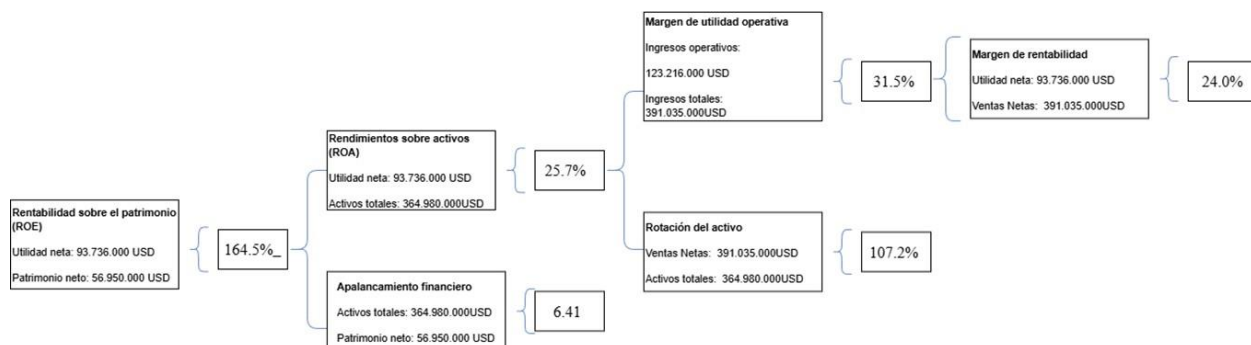 Rentabilidad sobre el patrimonio
(ROE)
Utilidad neta: 93.736.000 USD
Patrimonio neto: 56.950.000 USD
164.5%_
Rendimientos sobre activos
(ROA)
Utilidad neta: 93.736.000 USD
Activos totales: 364.980.000USD
25.7%
Apalancamiento financiero
Activos totales: 364.980.000USD
Patrimonio neto: 56.950.000 USD
6.41
Margen de utilidad operativa
Ingresos operativos:
123.216.000 USD
Ingresos totales:
391.035.000USD
31.5%
Margen de rentabilidad
Utilidad neta: 93.736.000 USD
Ventas Netas: 391.035.000USD
24.0%
Rotación del activo
Ventas Netas: 391.035.000USD
Activos totales: 364.980.000USD
107.2%